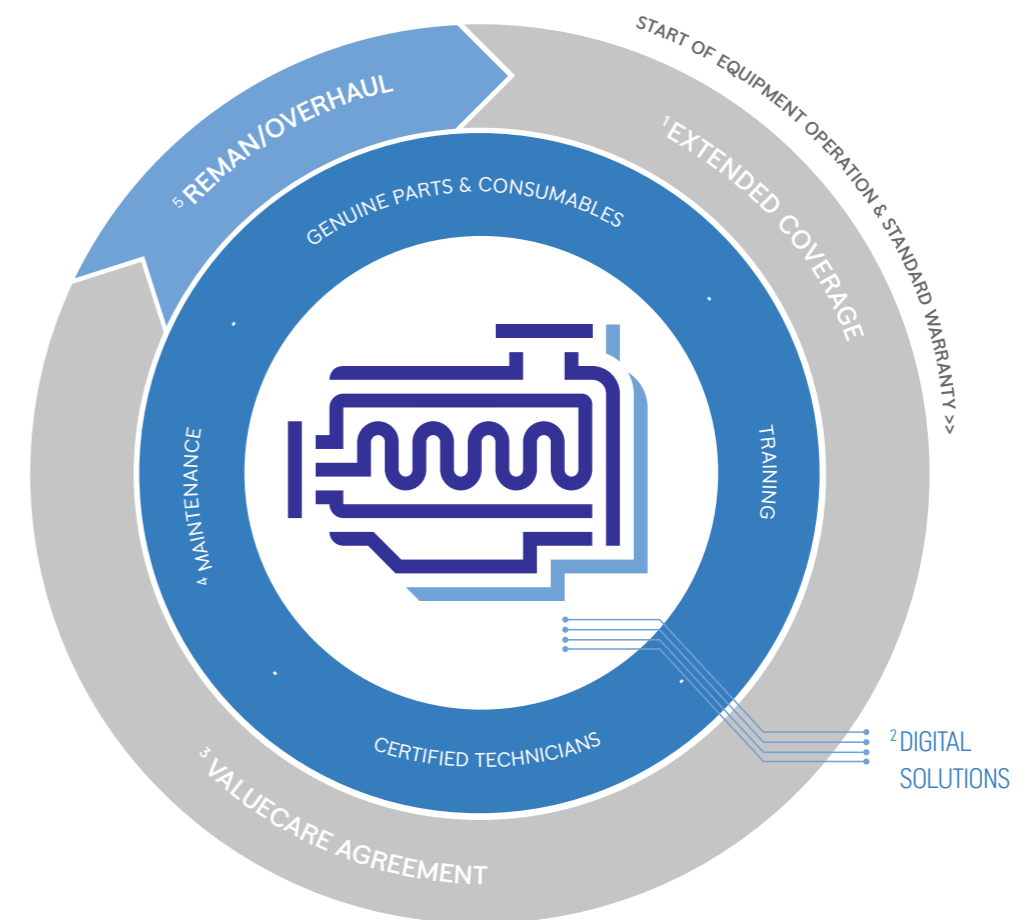 START OF EQUIPMENT OPERATION & STANDARD WARRANTY >>
1 EXTENDED COVERAGE
2 DIGITAL
SOLUTIONS
3 VALUECARE AGREEMENT
4 MAINTENANCE
5 REMAN/OVERHAUL
GENUINE PARTS & CONSUMABLES
TRAINING
CERTIFIED TECHNICIANS